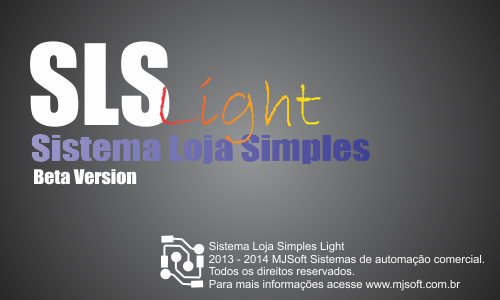 SLS Light
Sistema Loja Simples
Beta Version
Sistema Loja Simples Light
2013 - 2014 MJSoft Sistemas de automação comercial.
Todos os direitos reservados.
Para mais informações acesse www.mjsoft.com.br